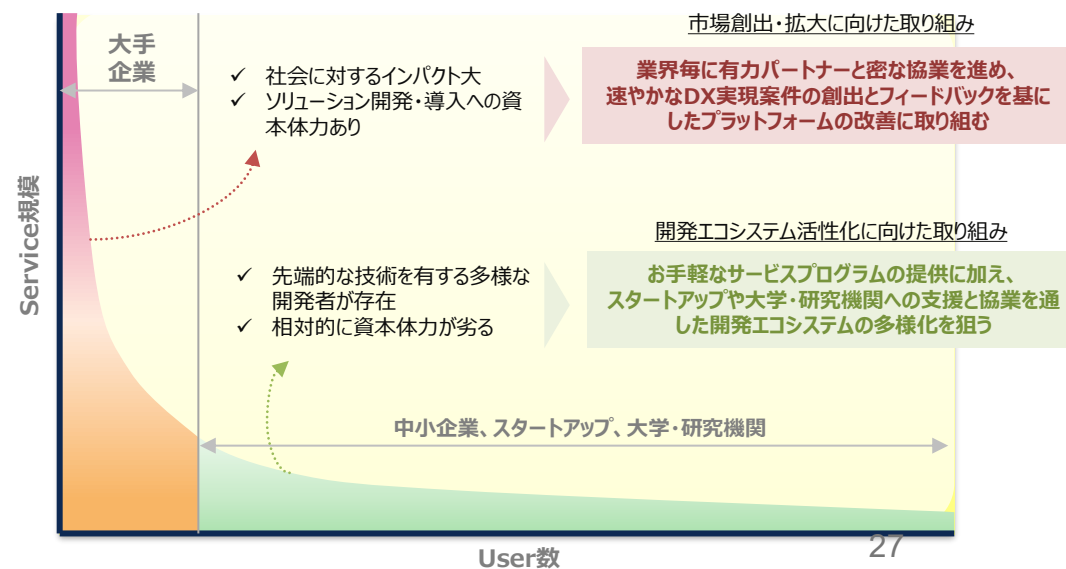 市場創出・拡大に向けた取り組み
大手
企業
✓ 社会に対するインパクト大
✓ ソリューション開発・導入への資
本体力あり
業界毎に有力パートナーと密な協業を進め、
速やかなDX実現案件の創出とフィードバックを基に
したプラットフォームの改善に取り組む
Service規模
開発エコシステム活性化に向けた取り組み
✓ 先端的な技術を有する多様な
開発者が存在
✓ 相対的に資本体力が劣る
お手軽なサービスプログラムの提供に加え、
スタートアップや大学・研究機関への支援と協業を通
した開発エコシステムの多様化を狙う
中小企業、スタートアップ、大学・研究機関
User数
27